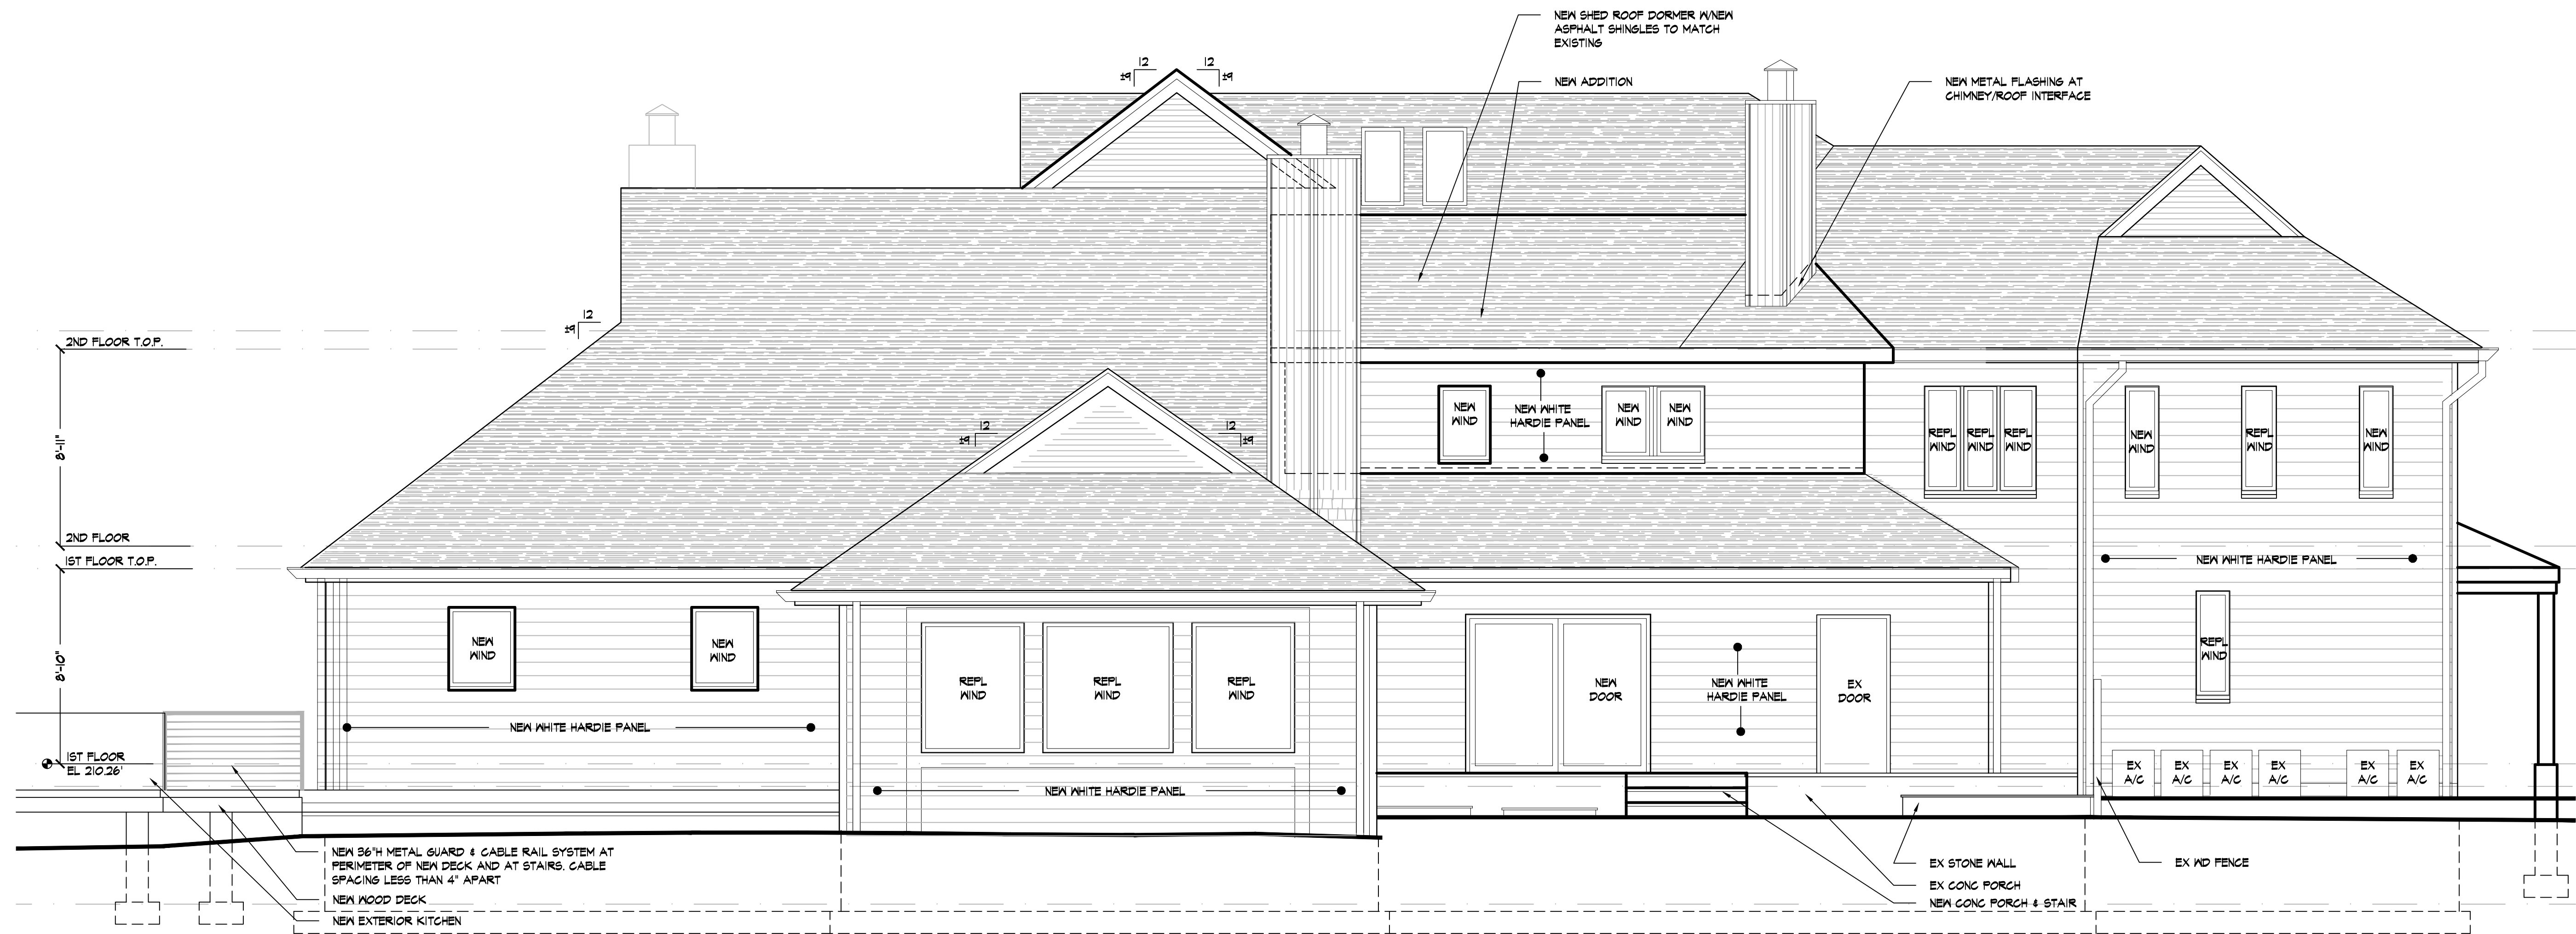 NEW SHED ROOF DORMER W/NEW
ASPHALT SHINGLES TO MATCH
EXISTING
NEW ADDITION
NEW METAL FLASHING AT
CHIMNEY/ROOF INTERFACE
12
±9
12
±9
12
±9
12
±9
12
±9
2ND FLOOR T.O.P.
8'-11"
2ND FLOOR
1ST FLOOR T.O.P.
8'-10"
1ST FLOOR
EL 210.26'
NEW
WIND
NEW WHITE
HARDIE PANEL
NEW
WIND
NEW
WIND
REPL
WIND
REPL
WIND
REPL
WIND
NEW
WIND
REPL
WIND
NEW
WIND
NEW WHITE HARDIE PANEL
REPL
WIND
NEW
WIND
NEW
WIND
NEW WHITE HARDIE PANEL
REPL
WIND
REPL
WIND
REPL
WIND
NEW WHITE HARDIE PANEL
NEW
DOOR
NEW WHITE
HARDIE PANEL
EX
DOOR
EX
A/C
EX
A/C
EX
A/C
EX
A/C
EX
A/C
EX
A/C
NEW 36"H METAL GUARD & CABLE RAIL SYSTEM AT
PERIMETER OF NEW DECK AND AT STAIRS. CABLE
SPACING LESS THAN 4" APART
NEW WOOD DECK
NEW EXTERIOR KITCHEN
EX STONE WALL
EX CONC PORCH
NEW CONC PORCH & STAIR
EX WD FENCE